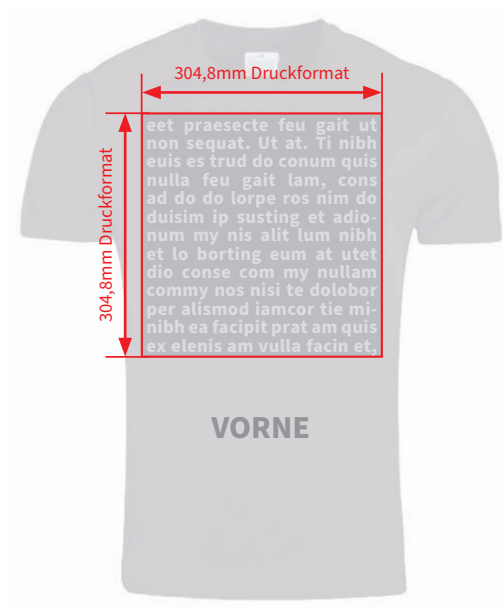 304,8mm Druckformat
304,8mm Druckformat
eet praesecte feu gait ut
non sequat. Ut at. Ti nibh
euis es trud do conum quis
nulla feu gait lam, cons
ad do do lorpe ros nim do
duisim ip susting et adio-
num my nis alit lum nibh
et lo borting eum at utet
dio conse com my nullam
commy nos nisi te dolobor
per alismod iamcor tie mi-
nibh ea facipit prat am quis
ex elenis am vulla facin et,
VORNE